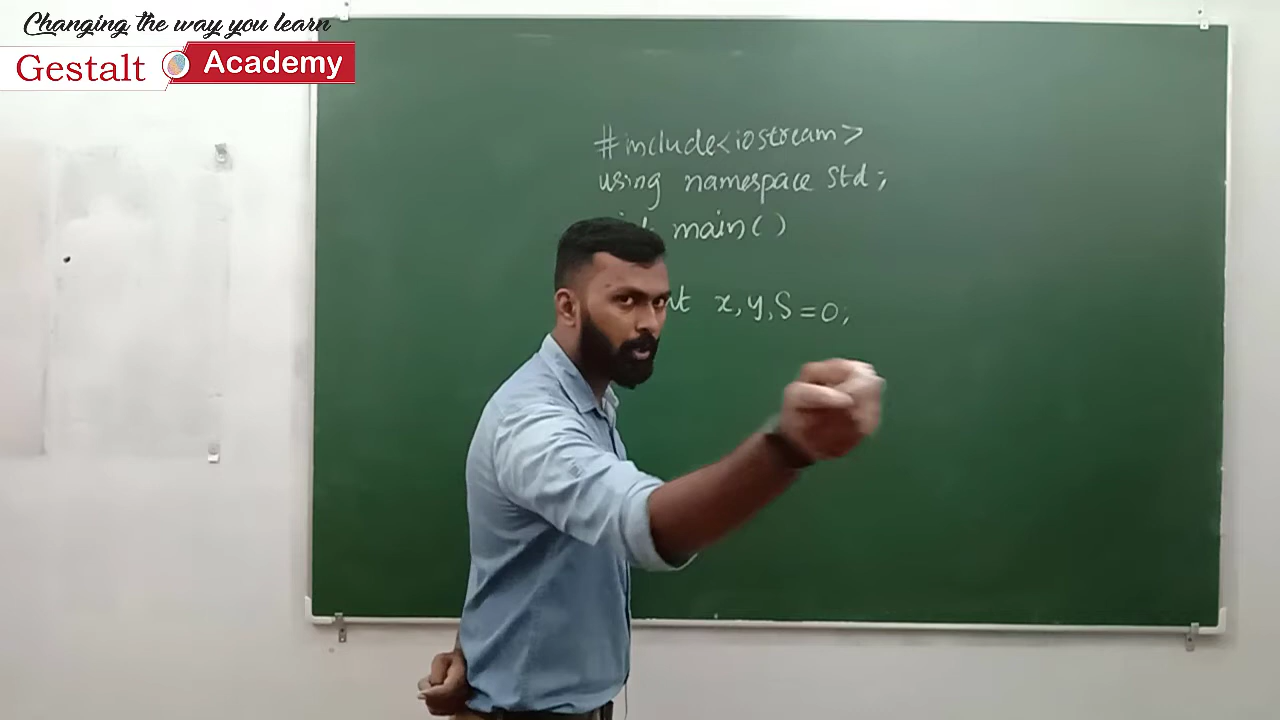 Changing the way you learn
Gestalt Academy
#include<iostream>
using namespace std;
main()
x,y,S=0;